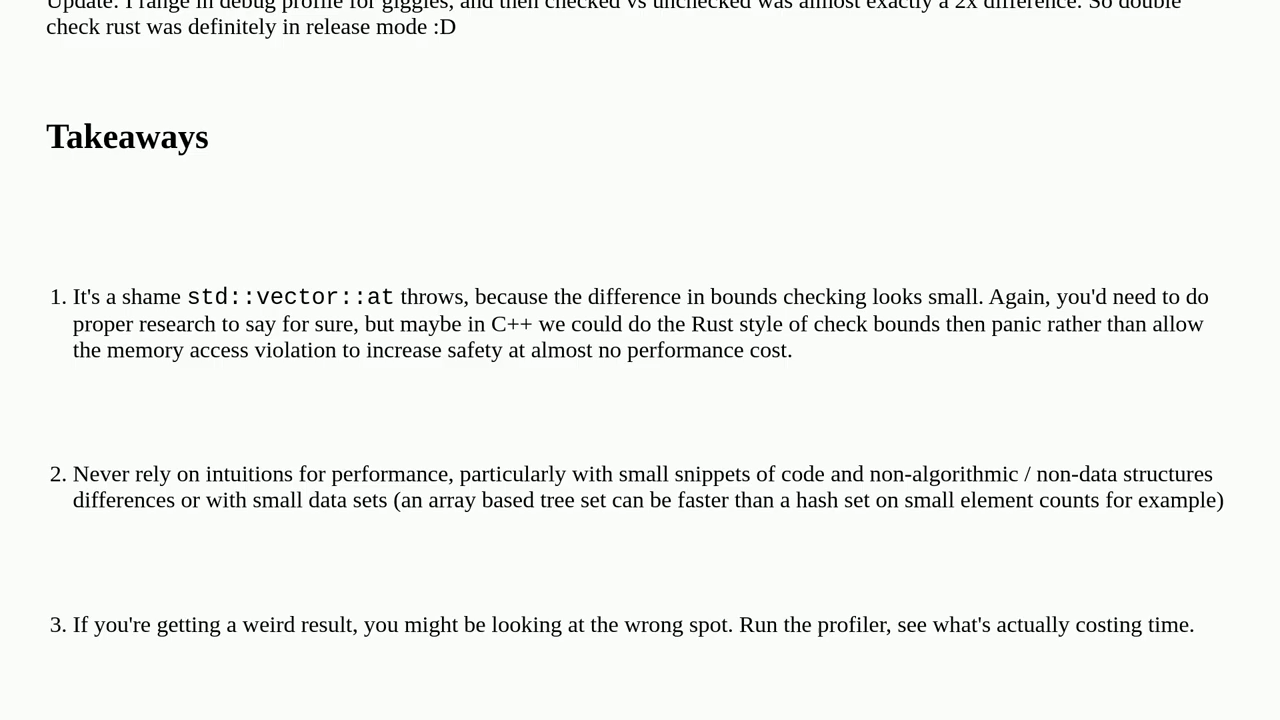 Update: I range in debug profile for giggles, and then checked vs unchecked was almost exactly a 2x difference. So double
check rust was definitely in release mode :D
Takeaways
1. It's a shame std::vector::at throws, because the difference in bounds checking looks small. Again, you'd need to do
proper research to say for sure, but maybe in C++ we could do the Rust style of check bounds then panic rather than allow
the memory access violation to increase safety at almost no performance cost.
2. Never rely on intuitions for performance, particularly with small snippets of code and non-algorithmic / non-data structures
differences or with small data sets (an array based tree set can be faster than a hash set on small element counts for example)
3. If you're getting a weird result, you might be looking at the wrong spot. Run the profiler, see what's actually costing time.